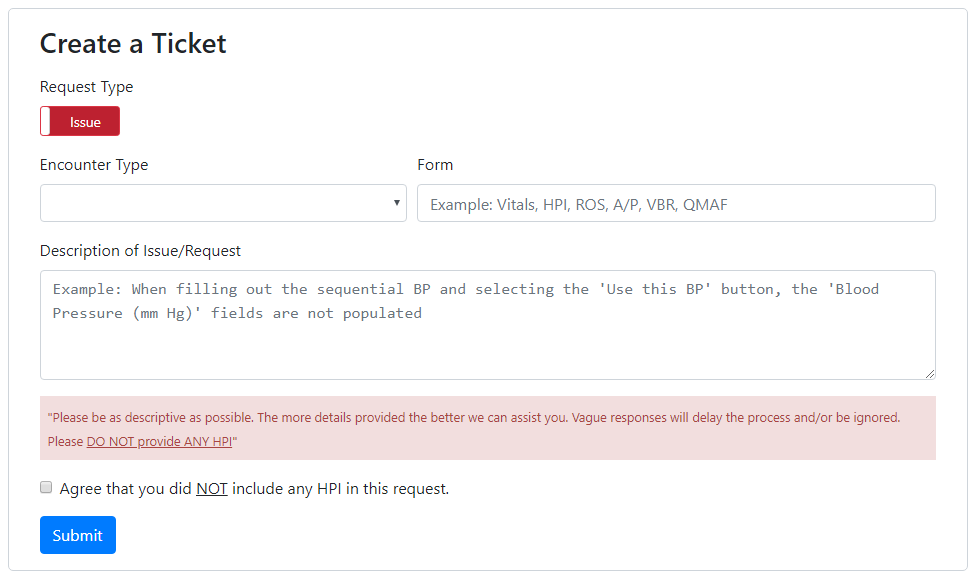 Create a Ticket
Request Type
Issue
Encounter Type
Form
Example: Vitals, HPI, ROS, A/P, VBR, QMAF
Description of Issue/Request
Example: When filling out the sequential BP and selecting the 'Use this BP' button, the 'Blood
Pressure (mm Hg)' fields are not populated
"Please be as descriptive as possible. The more details provided the better we can assist you. Vague responses will delay the process and/or be ignored.
Please DO NOT provide ANY HPI"
Agree that you did NOT include any HPI in this request.
Submit